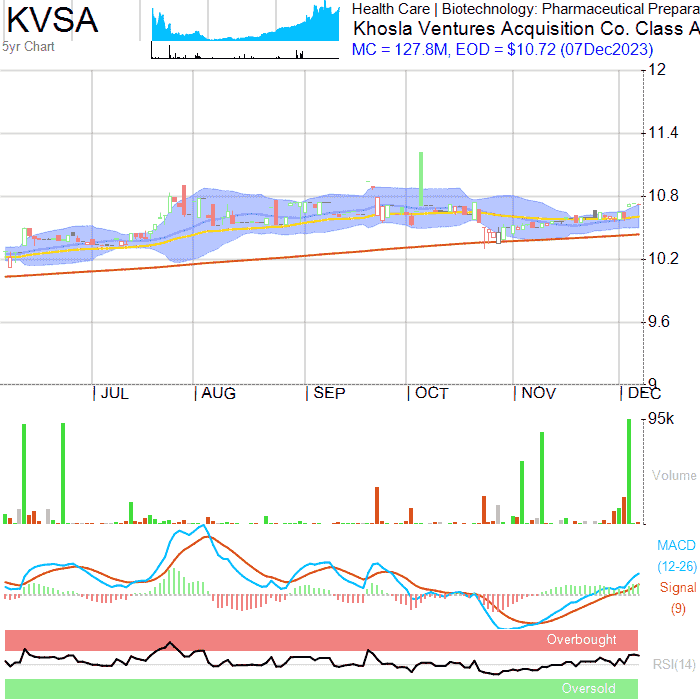 KVSA
5yr Chart
Health Care | Biotechnology: Pharmaceutical Prepara
Khosla Ventures Acquisition Co. Class A
MC = 127.8M, EOD = $10.72 (07Dec2023)
12
11.4
10.8
10.2
9.6
9
JUL AUG SEP OCT NOV DEC
95k
Volume
MACD
(12-26)
Signal
(9)
Overbought
RSI(14)
Oversold